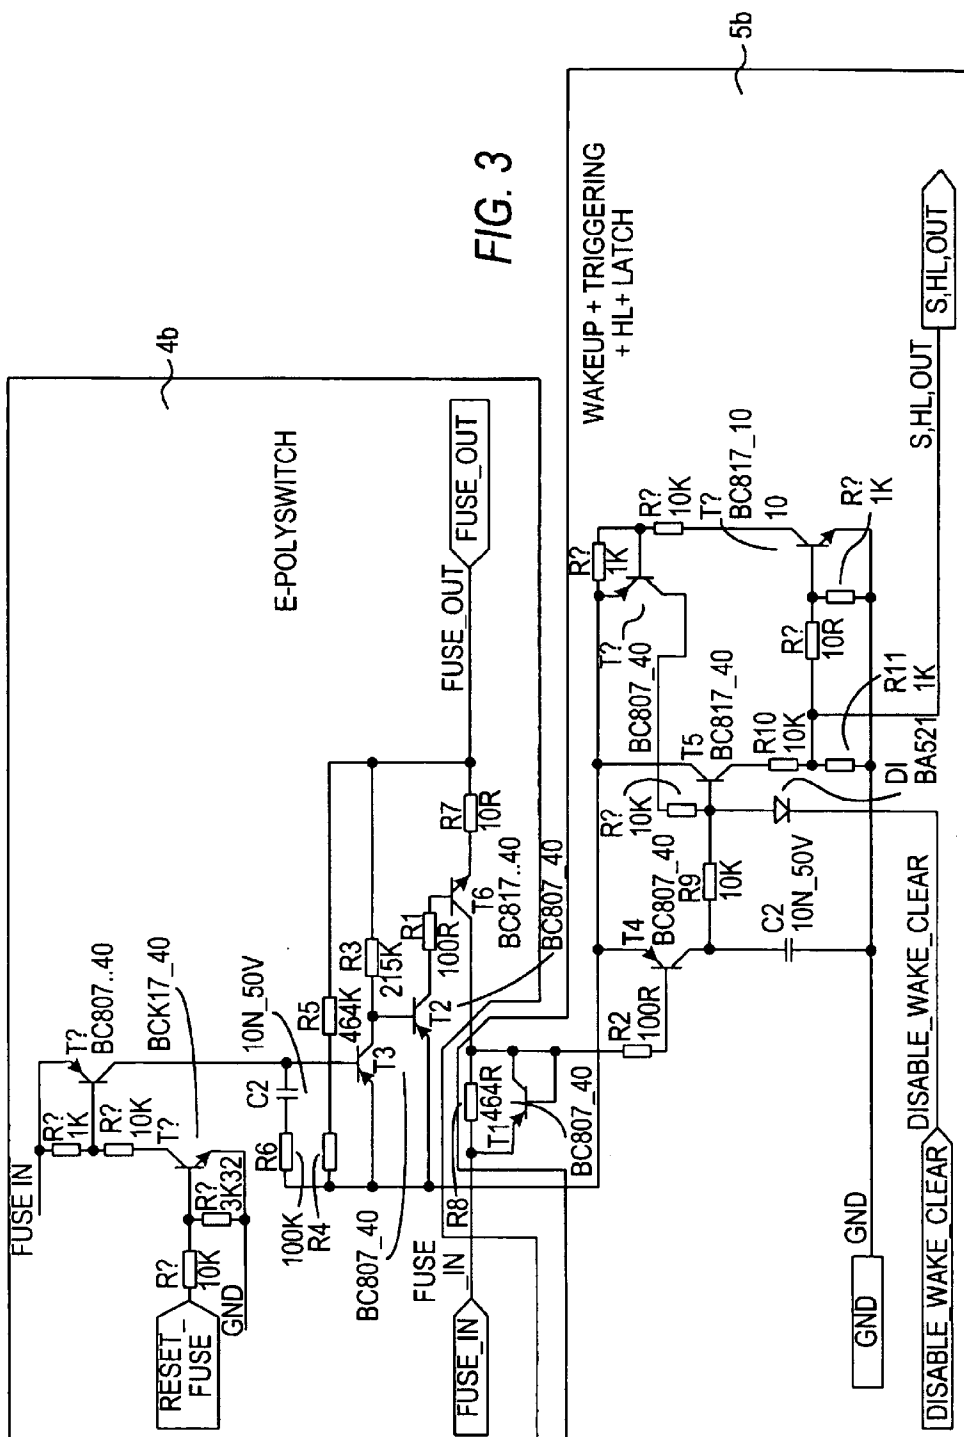 4b
5b
FIG. 3
E-POLYSWITCH
FUSE IN
R?
1K
R?
10K
T?
BC807..40
BCK17_40
T?
R?
3K32
R?
10K
RESET_
FUSE
GND
C2
10N_50V
R6
100K
R4
R5
464K
R3
215K
T3
BC807_40
T2
BC807_40
R1
100R
T6
BC817..40
R7
10R
FUSE_OUT
FUSE_OUT
FUSE
_IN
FUSE_IN
R8
464R
T1
BC807_40
WAKEUP + TRIGGERING
+ HL+ LATCH
R2
100R
T4
BC807_40
R9
10K
C2
10N_50V
R?
10K
T5
BC817_40
R10
10K
R11
1K
DI
BA521
T?
BC807_40
R?
1K
R?
10K
T?
BC817_10
10
R?
10R
R?
1K
S,HL,OUT
S,HL,OUT
GND
GND
DISABLE_WAKE_CLEAR
DISABLE_WAKE_CLEAR